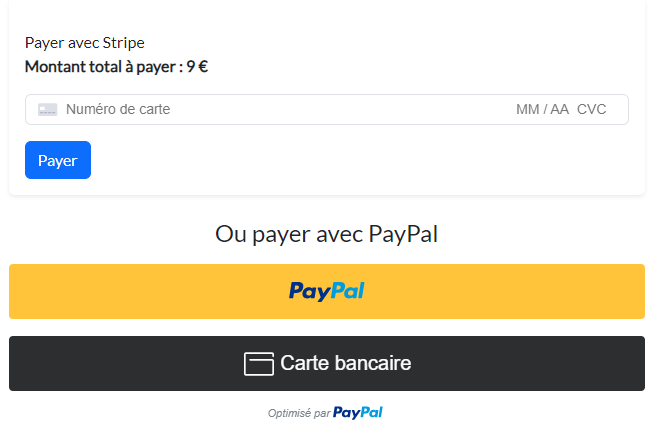 Payer avec Stripe
Montant total à payer : 9 €
Numéro de carte MM / AA CVC
Payer
Ou payer avec PayPal
PayPal
Carte bancaire
Optimisé par PayPal